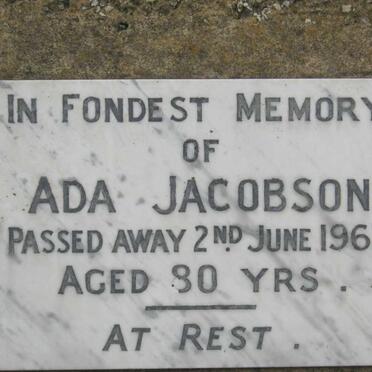 IN FONDEST MEMORY
OF
ADA JACOBSON
PASSED AWAY 2ND JUNE 196
AGED 80 YRS.
AT REST.